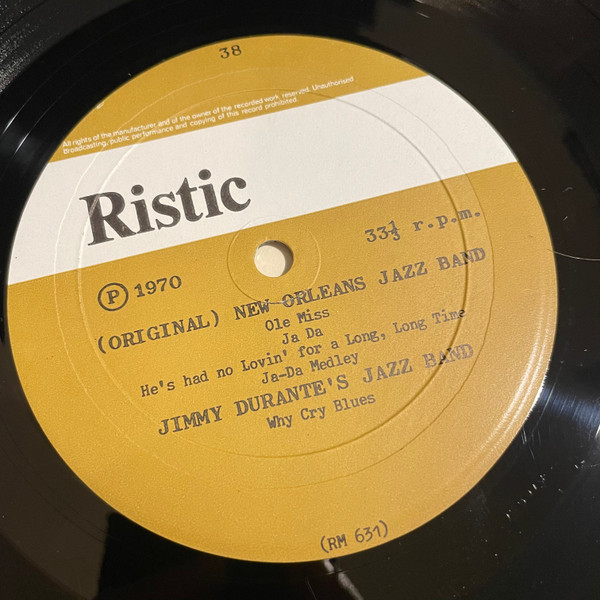 38
All rights of the manufacturer and of the owner of the recorded work reserved. Unauthorised
Broadcasting, public performance and copying of this record prohibited.
Ristic
33⅓ r.p.m.
Ⓟ 1970
(ORIGINAL) NEW ORLEANS JAZZ BAND
Ole Miss
Ja Da
He's had no Lovin' for a Long, Long Time
Ja-Da Medley
JIMMY DURANTE'S JAZZ BAND
Why Cry Blues
(RM 631)